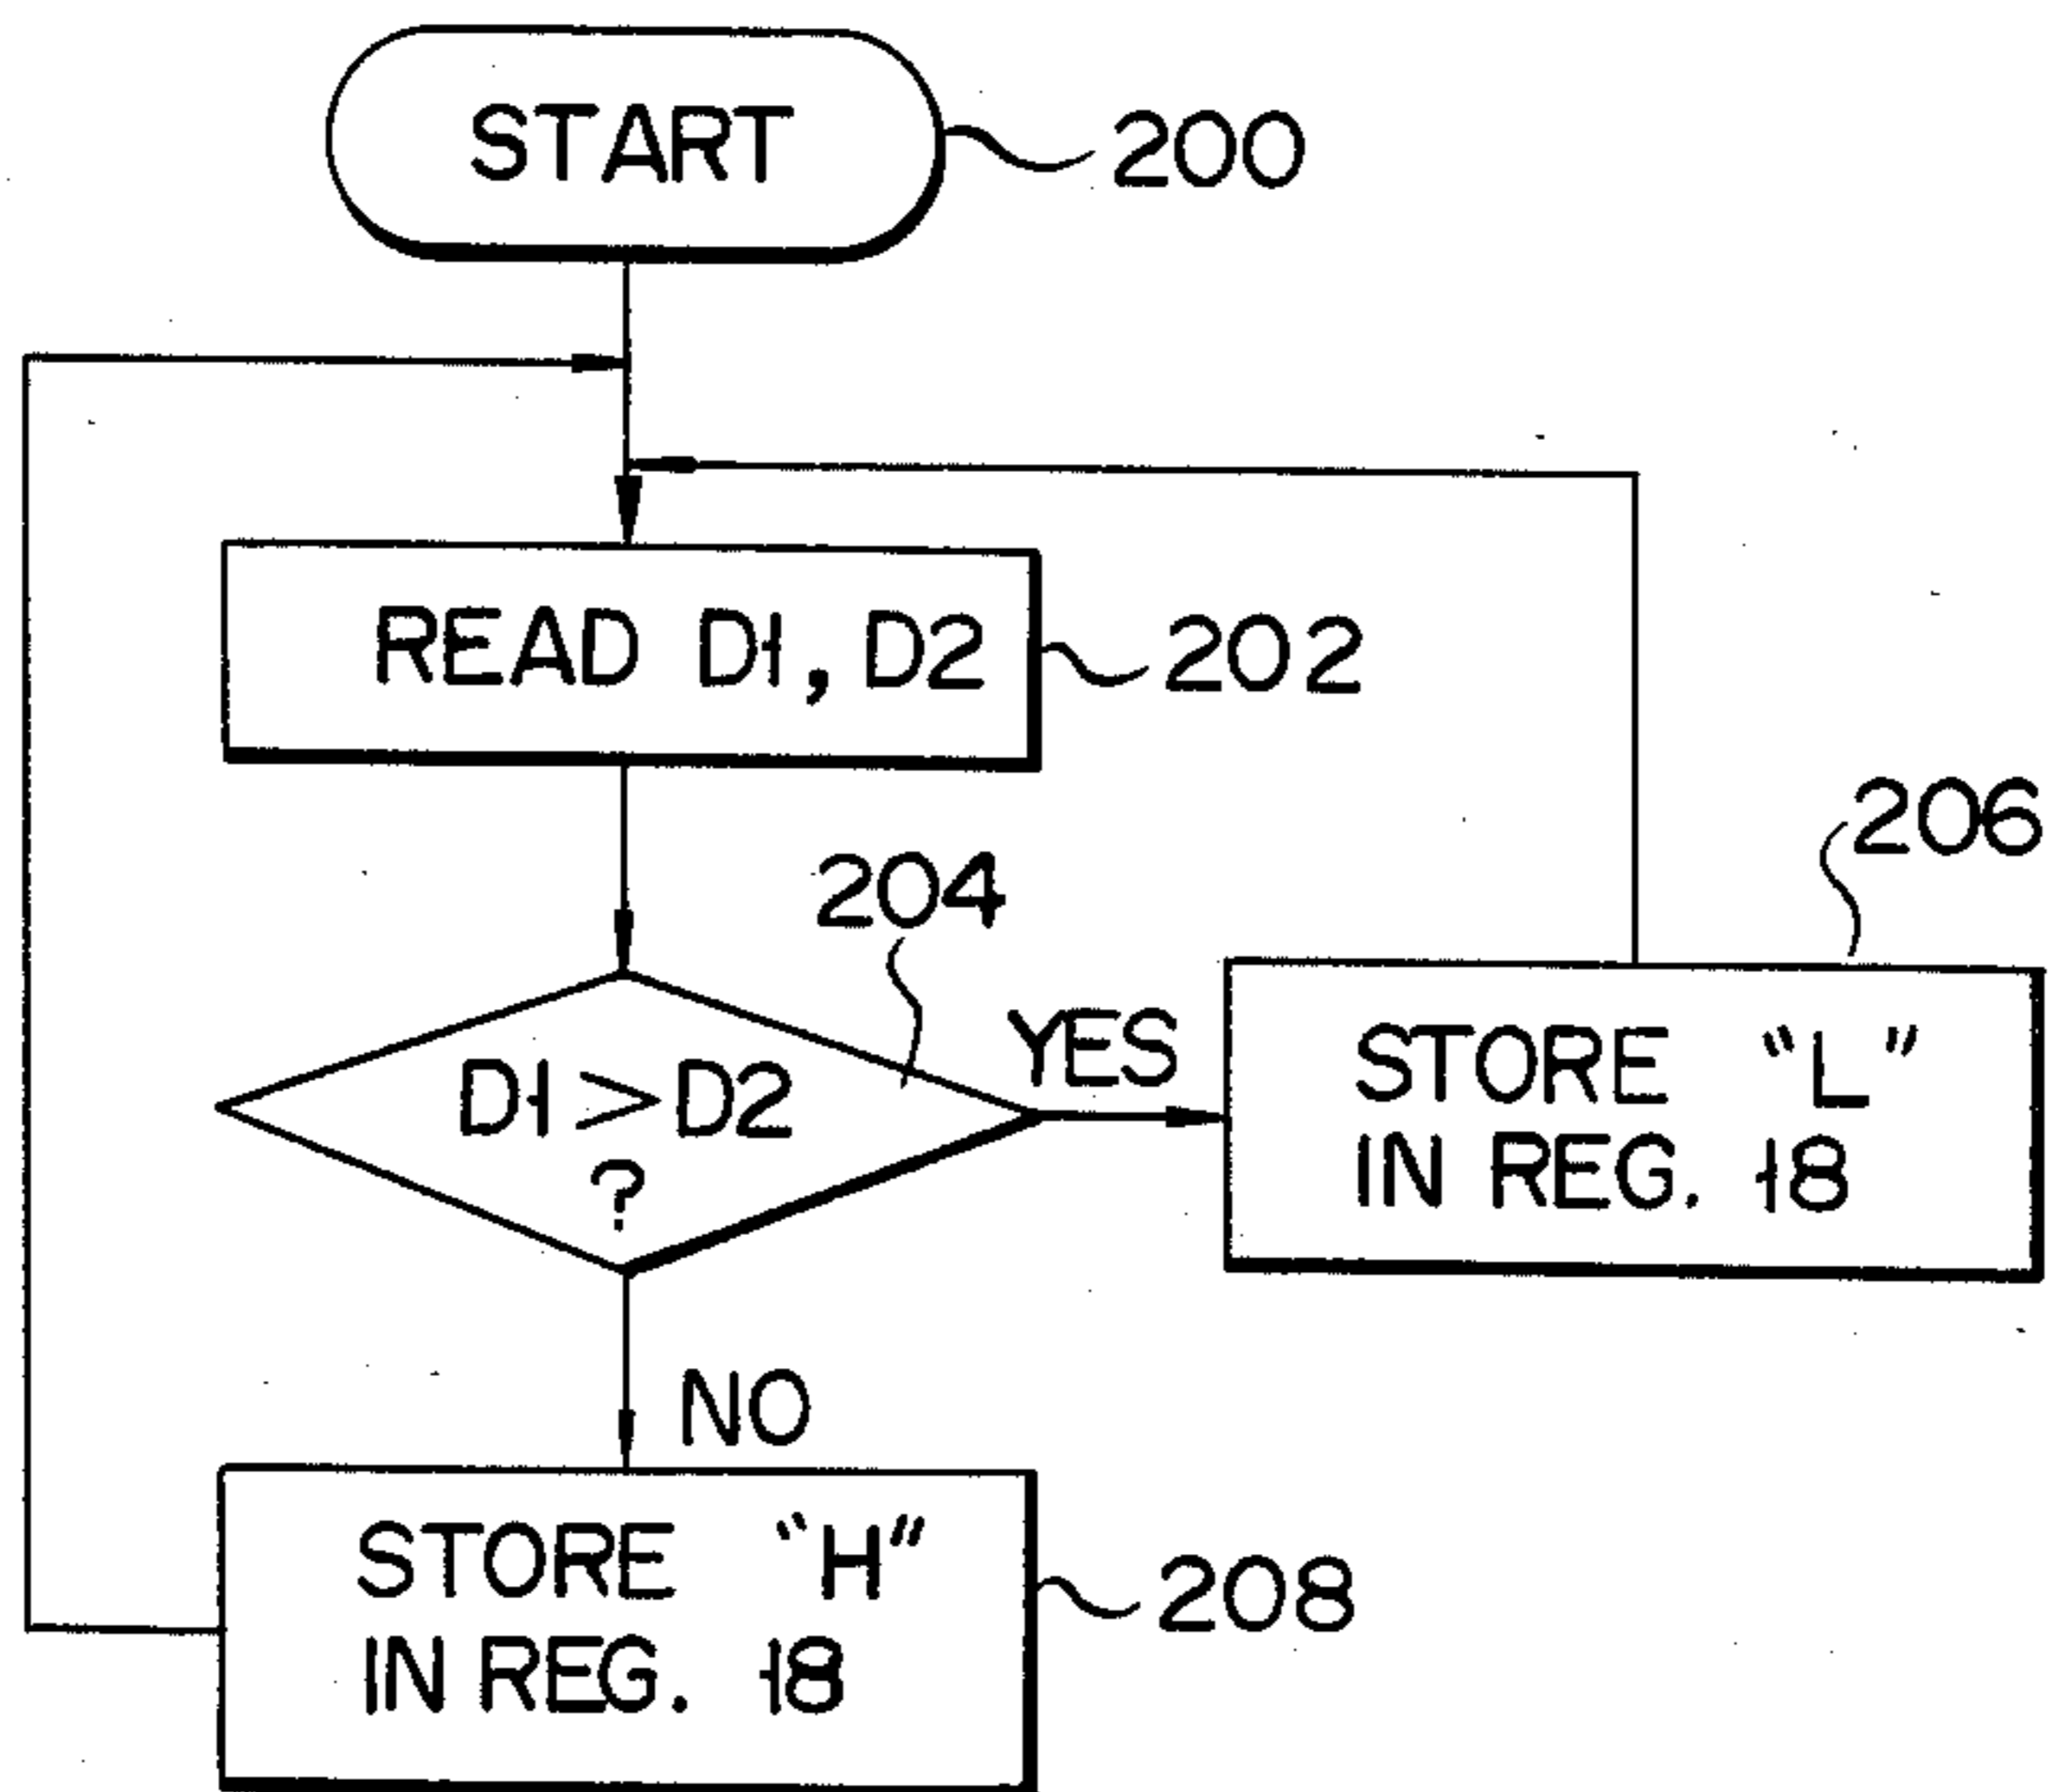 START
200
READ D1, D2
202
204
206
D1 > D2
?
YES
STORE "L"
IN REG. 18
NO
STORE "H"
IN REG. 18
208